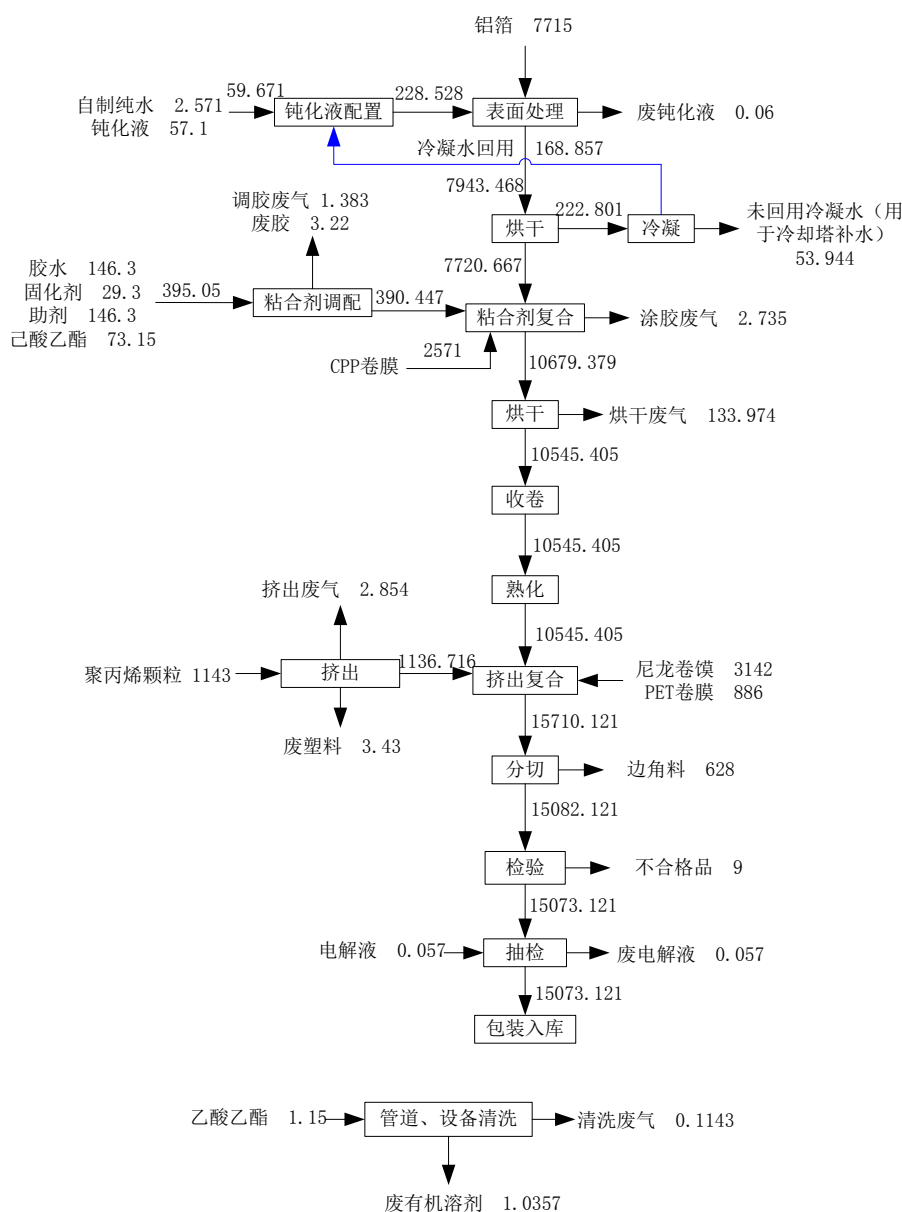 铝箔 7715
自制纯水 2.571
钝化液 57.1
59.671
钝化液配置
228.528
表面处理
废钝化液 0.06
冷凝水回用
168.857
7943.468
调胶废气 1.383
废胶 3.22
烘干
222.801
冷凝
未回用冷凝水（用
于冷却塔补水）
53.944
7720.667
胶水 146.3
固化剂 29.3
助剂 146.3
己酸乙酯 73.15
395.05
粘合剂调配
390.447
粘合剂复合
涂胶废气 2.735
CPP卷膜
2571
10679.379
烘干
烘干废气 133.974
10545.405
收卷
10545.405
熟化
10545.405
挤出废气 2.854
聚丙烯颗粒 1143
挤出
1136.716
挤出复合
尼龙卷馍 3142
PET卷膜 886
废塑料 3.43
15710.121
分切
边角料 628
15082.121
检验
不合格品 9
15073.121
电解液 0.057
抽检
废电解液 0.057
15073.121
包装入库
乙酸乙酯 1.15
管道、设备清洗
清洗废气 0.1143
废有机溶剂 1.0357